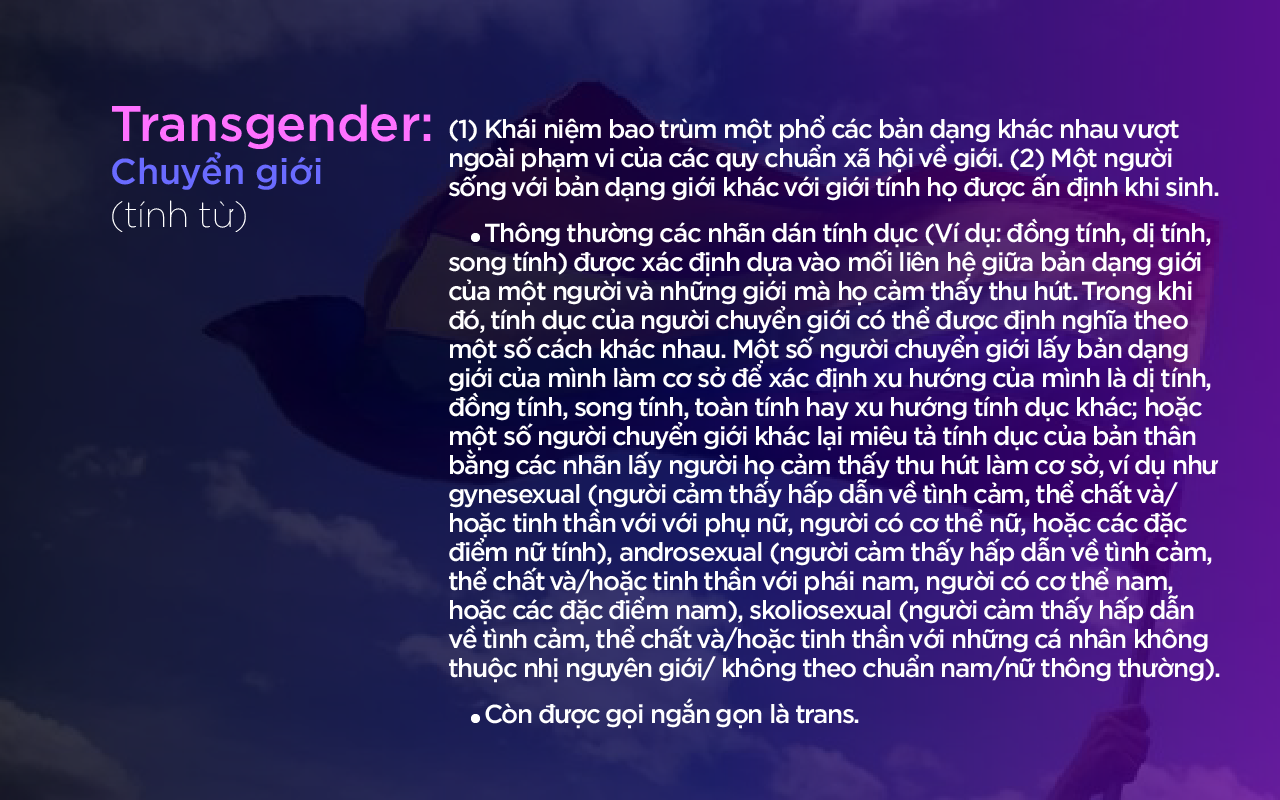 Transgender:
Chuyển giới
(tính từ)
(1) Khái niệm bao trùm một phổ các bản dạng khác nhau vượt
ngoài phạm vi của các quy chuẩn xã hội về giới. (2) Một người
sống với bản dạng giới khác với giới tính họ được ấn định khi sinh.
• Thông thường các nhãn dán tính dục (Ví dụ: đồng tính, dị tính,
song tính) được xác định dựa vào mối liên hệ giữa bản dạng giới
của một người và những giới mà họ cảm thấy thu hút. Trong khi
đó, tính dục của người chuyển giới có thể được định nghĩa theo
một số cách khác nhau. Một số người chuyển giới lấy bản dạng
giới của mình làm cơ sở để xác định xu hướng của mình là dị tính,
đồng tính, song tính, toàn tính hay xu hướng tính dục khác; hoặc
một số người chuyển giới khác lại miêu tả tính dục của bản thân
bằng các nhãn lấy người họ cảm thấy thu hút làm cơ sở, ví dụ như
gynesexual (người cảm thấy hấp dẫn về tình cảm, thể chất và/
hoặc tinh thần với với phụ nữ, người có cơ thể nữ, hoặc các đặc
điểm nữ tính), androsexual (người cảm thấy hấp dẫn về tình cảm,
thể chất và/hoặc tinh thần với phái nam, người có cơ thể nam,
hoặc các đặc điểm nam), skoliosexual (người cảm thấy hấp dẫn
về tình cảm, thể chất và/hoặc tinh thần với những cá nhân không
thuộc nhị nguyên giới/ không theo chuẩn nam/nữ thông thường).
• Còn được gọi ngắn gọn là trans.